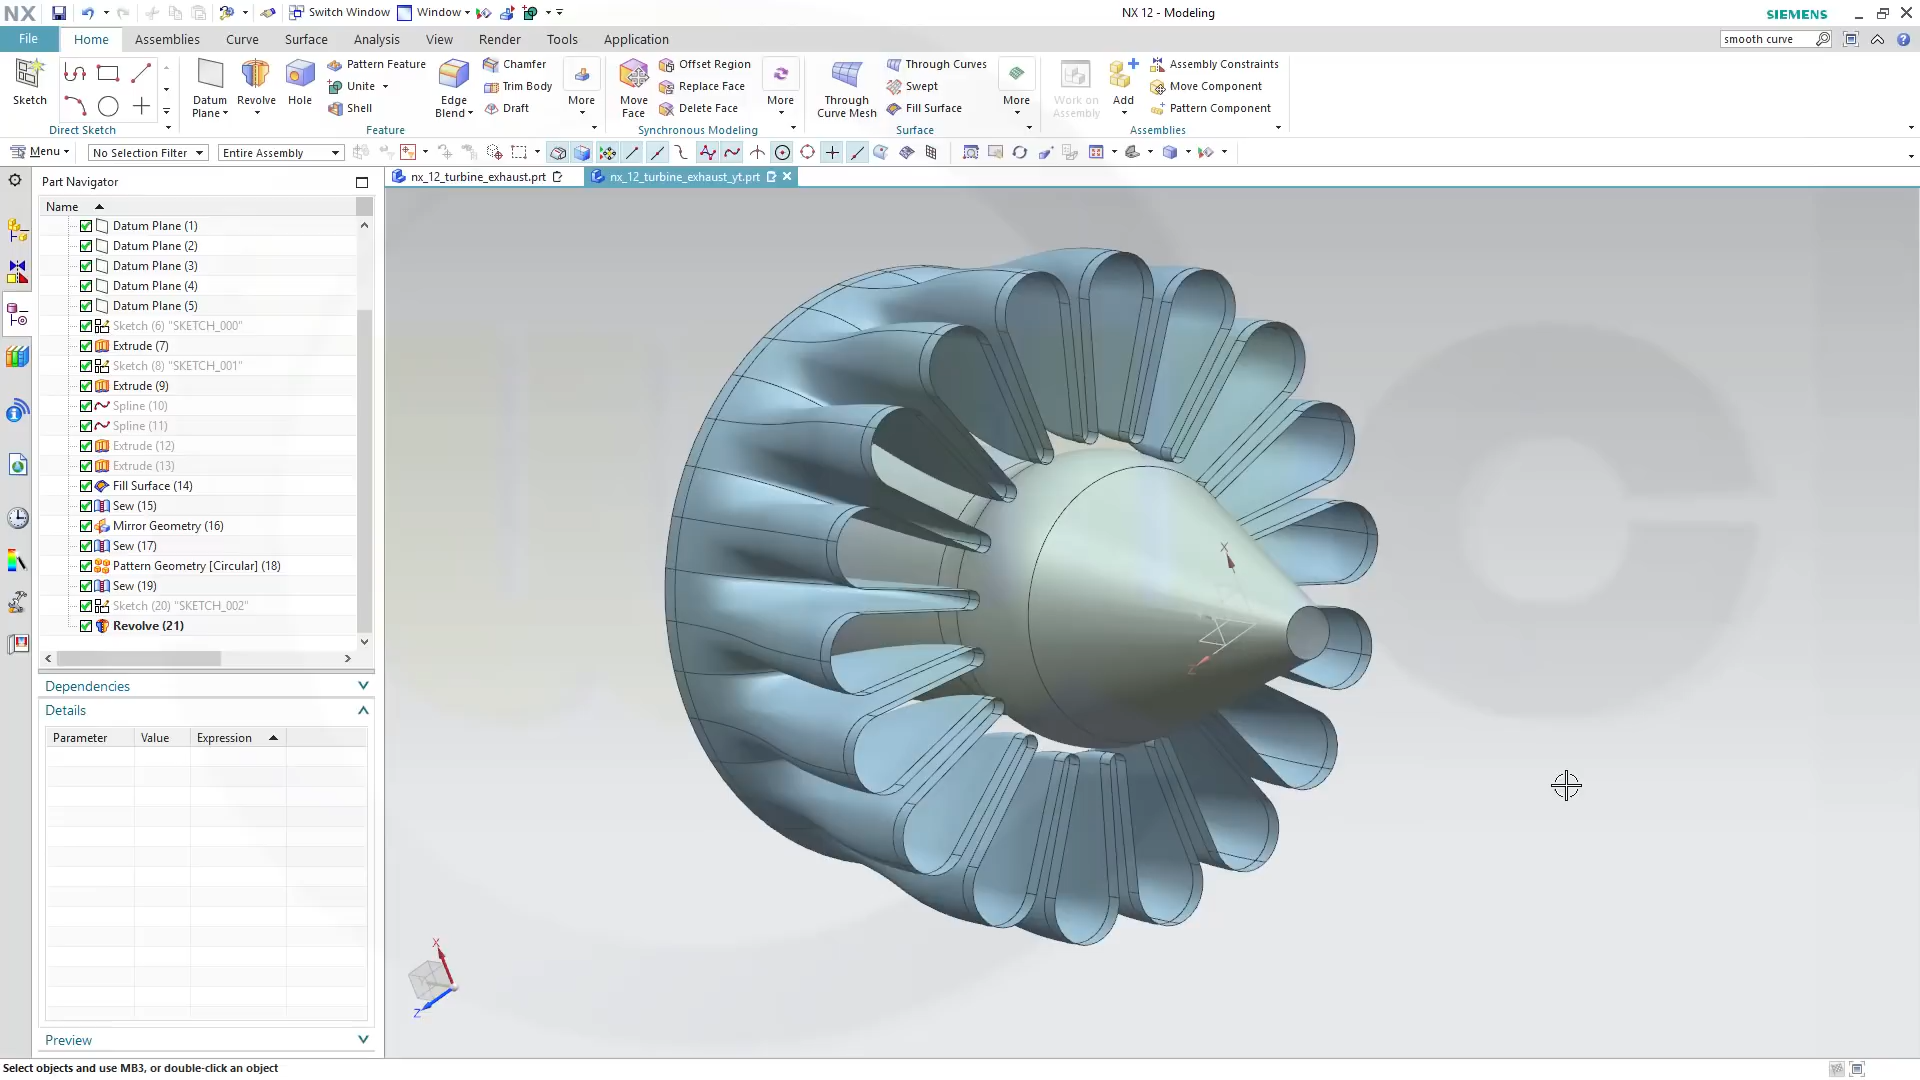 NX
Switch Window
Window
NX 12 - Modeling
SIEMENS
File
Home
Assemblies
Curve
Surface
Analysis
View
Render
Tools
Application
smooth curve
Sketch
Direct Sketch
Datum
Plane
Revolve
Hole
Pattern Feature
Unite
Shell
Edge
Blend
Chamfer
Trim Body
Draft
More
Feature
Move
Face
Offset Region
Replace Face
Delete Face
More
Synchronous Modeling
Through
Curve Mesh
Through Curves
Swept
Fill Surface
More
Surface
Work on
Assembly
Add
Assembly Constraints
Move Component
Pattern Component
Assemblies
Menu
No Selection Filter
Entire Assembly
Part Navigator
nx_12_turbine_exhaust.prt
nx_12_turbine_exhaust_yt.prt
Name
Datum Plane (1)
Datum Plane (2)
Datum Plane (3)
Datum Plane (4)
Datum Plane (5)
Sketch (6) "SKETCH_000"
Extrude (7)
Sketch (8) "SKETCH_001"
Extrude (9)
Spline (10)
Spline (11)
Extrude (12)
Extrude (13)
Fill Surface (14)
Sew (15)
Mirror Geometry (16)
Sew (17)
Pattern Geometry [Circular] (18)
Sew (19)
Sketch (20) "SKETCH_002"
Revolve (21)
Dependencies
Details
Parameter
Value
Expression
Preview
X
Z
X
Z
Select objects and use MB3, or double-click an object